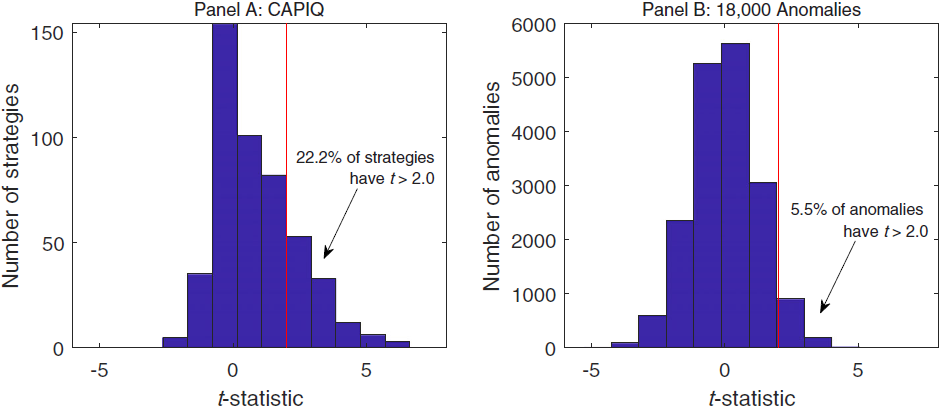 Panel A: CAPIQ
150
100
50
0
-5
0
5
Number of strategies
t-statistic
22.2% of strategies
have t > 2.0
Panel B: 18,000 Anomalies
6000
5000
4000
3000
2000
1000
0
-5
0
5
Number of anomalies
t-statistic
5.5% of anomalies
have t > 2.0